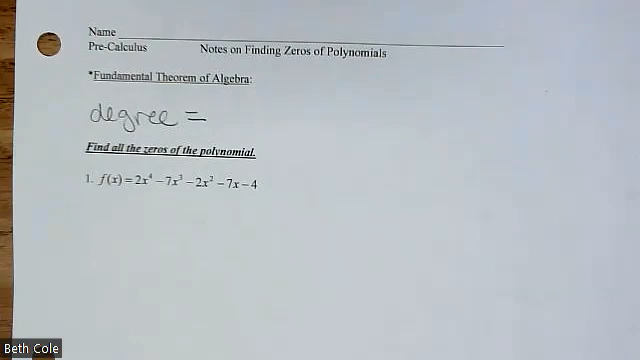 Name
Pre-Calculus Notes on Finding Zeros of Polynomials
*Fundamental Theorem of Algebra:
degree =
Find all the zeros of the polynomial.
1. f(x) = 2x⁴ − 7x³ − 2x² − 7x − 4
Beth Cole